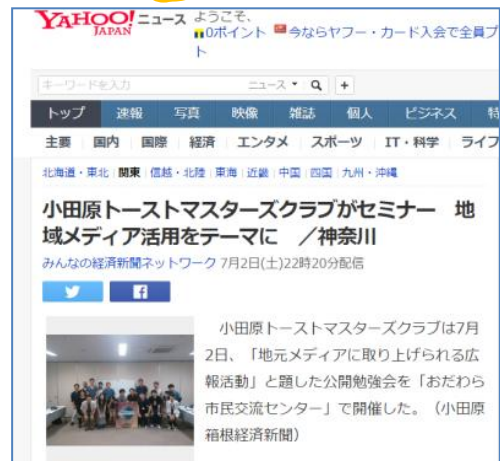 YAHOO! ニュース ようこそ、
JAPAN 0ポイント 今ならヤフー・カード入会で全員プ
ト
キーワードを入力 ニュース +
トップ 速報 写真 映像 雑誌 個人 ビジネス 特
主要 国内 国際 経済 エンタメ スポーツ IT・科学 ライフ
北海道・東北 関東 信越・北陸 東海 近畿 中国 四国 九州・沖縄
小田原トーストマスターズクラブがセミナー 地
域メディア活用をテーマに /神奈川
みんなの経済新聞ネットワーク 7月2日(土)22時20分配信
小田原トーストマスターズクラブは7月
2日、「地元メディアに取り上げられる広
報活動」と題した公開勉強会を「おだわら
市民交流センター」で開催した。(小田原
箱根経済新聞)